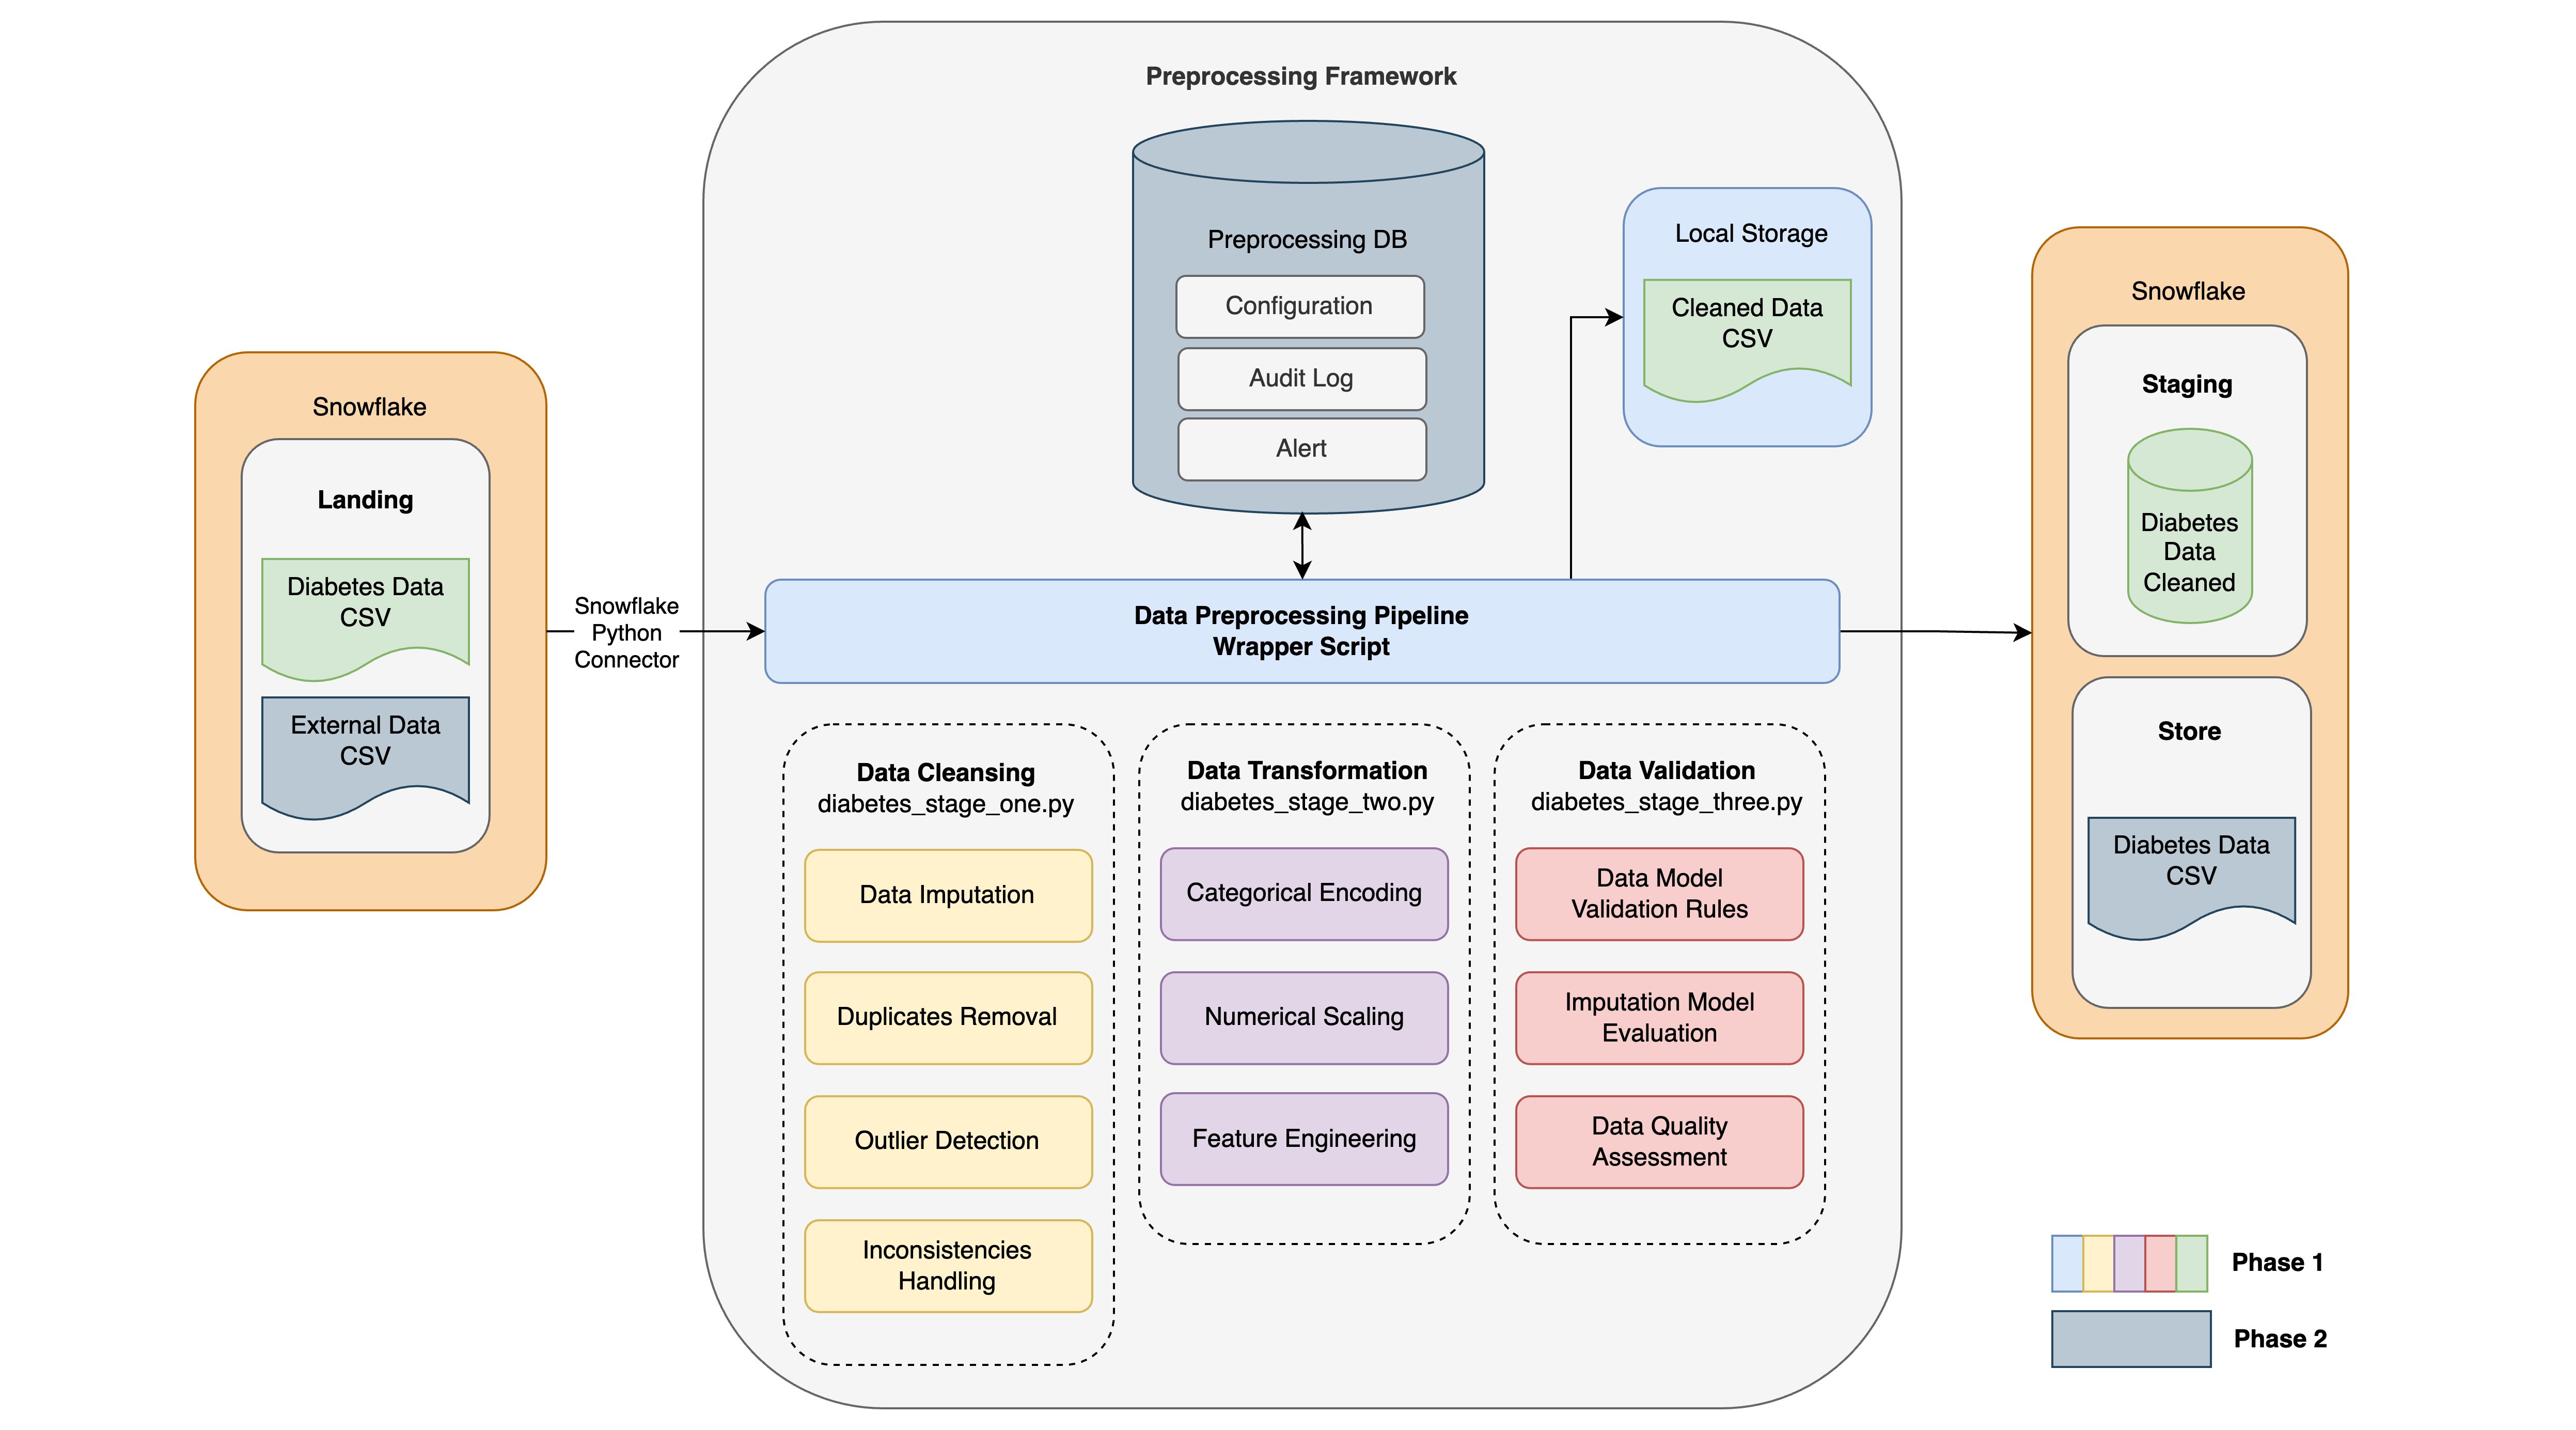 Preprocessing Framework
Preprocessing DB
Configuration
Audit Log
Alert
Local Storage
Cleaned Data
CSV
Snowflake
Landing
Diabetes Data
CSV
External Data
CSV
Snowflake
Python
Connector
Data Preprocessing Pipeline
Wrapper Script
Data Cleansing
diabetes_stage_one.py
Data Imputation
Duplicates Removal
Outlier Detection
Inconsistencies
Handling
Data Transformation
diabetes_stage_two.py
Categorical Encoding
Numerical Scaling
Feature Engineering
Data Validation
diabetes_stage_three.py
Data Model
Validation Rules
Imputation Model
Evaluation
Data Quality
Assessment
Snowflake
Staging
Diabetes
Data
Cleaned
Store
Diabetes Data
CSV
Phase 1
Phase 2